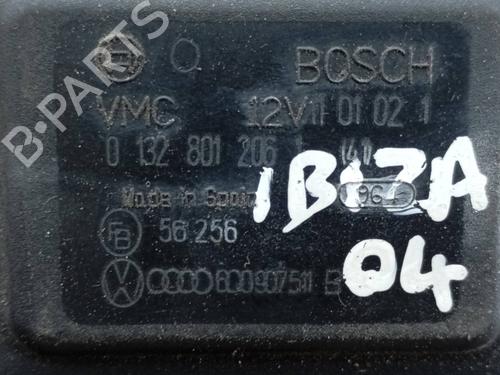 B-PARTS
BOSCH
VMC 12V 01 02 1
0 132 801 206
Made in Spain
964
IBIZA
FB 56 256
6Q0907511 B
04